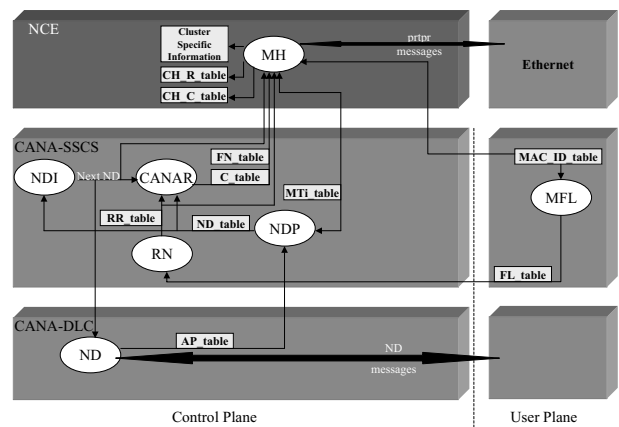 NCE
Cluster
Specific
Information
MH
prtpr
messages
Ethernet
CH_R_table
CH_C_table
CANA-SSCS
NDI
Next ND
CANAR
FN_table
C_table
MTi_table
RR_table
ND_table
NDP
RN
MAC_ID_table
MFL
FL_table
CANA-DLC
ND
AP_table
ND
messages
Control Plane
User Plane